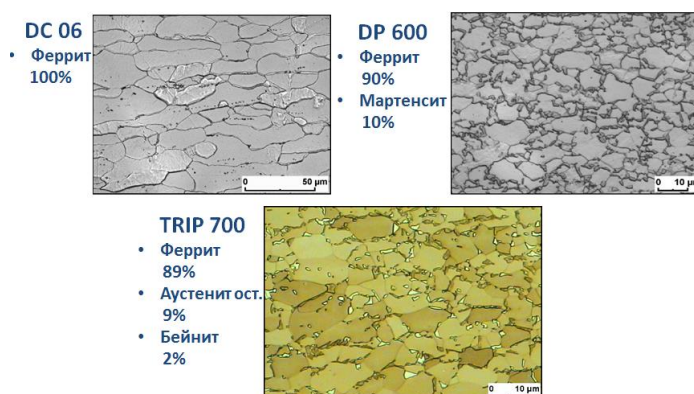 DC 06
• Феррит
100%
0 50 µm
DP 600
• Феррит
90%
• Мартенсит
10%
0 10 µm
TRIP 700
• Феррит
89%
• Аустенит ост.
9%
• Бейнит
2%
0 10 µm